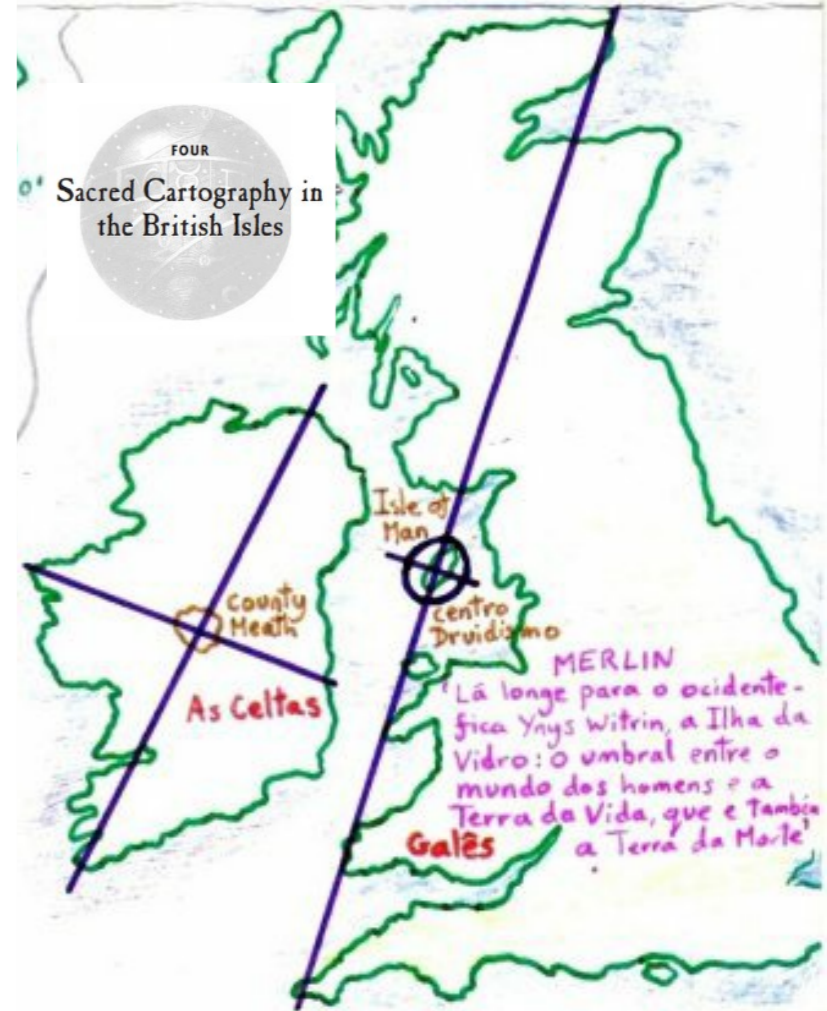 FOUR
Sacred Cartography in
the British Isles
Isle of
Man
county
Meath
centro
Druidismo
As Celtas
MERLIN
'Lá longe para o ocidente-
fica Ynys Witrin, a Ilha da
Vidro: o umbral entre o
mundo dos homens e a
Terra da Vida, que e também
a Terra da Morte'
Galês